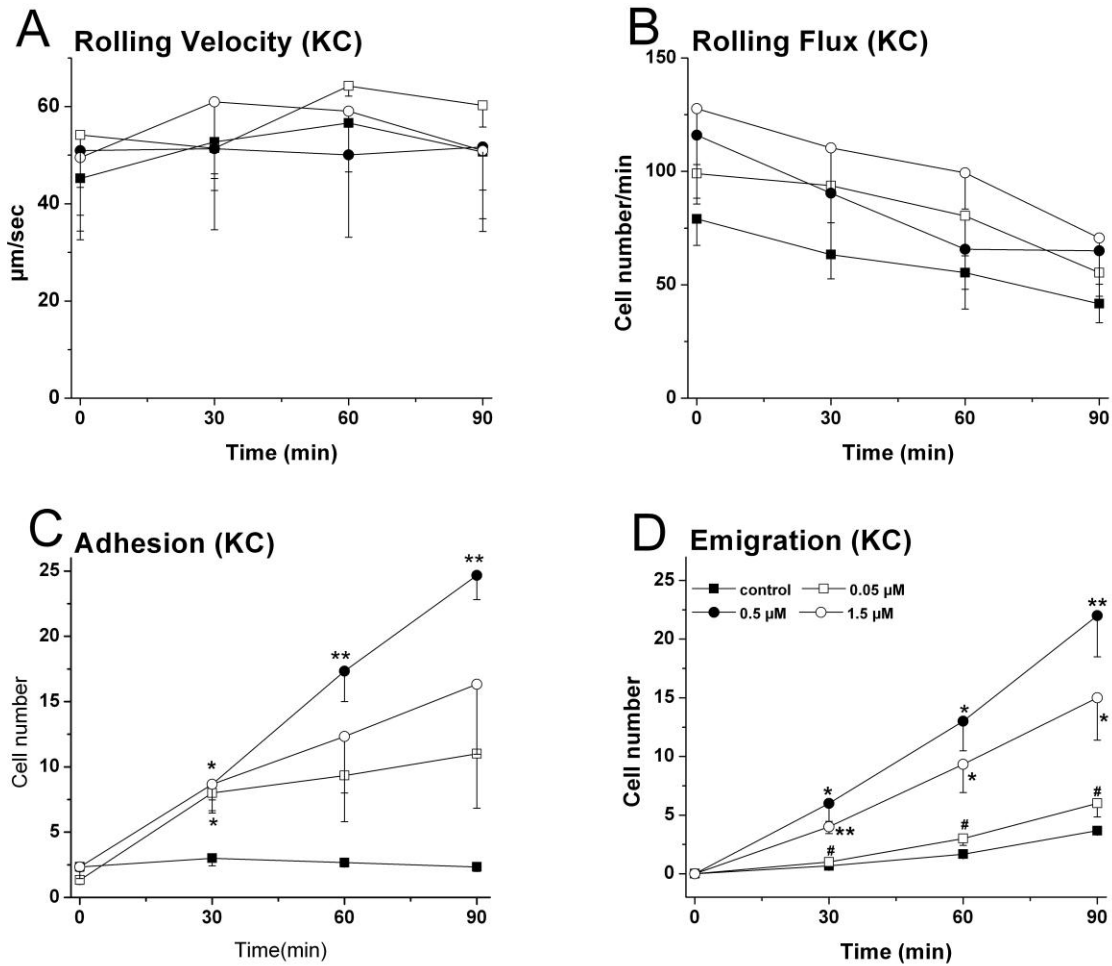 A Rolling Velocity (KC)
60
40
20
0
µm/sec
0 30 60 90
Time (min)
B Rolling Flux (KC)
150
100
50
0
Cell number/min
0 30 60 90
Time (min)
C Adhesion (KC)
25
20
15
10
5
0
Cell number
* * ** **
0 30 60 90
Time(min)
D Emigration (KC)
control 0.05 µM
0.5 µM 1.5 µM
25
20
15
10
5
0
Cell number
* ** # * * # ** * #
0 30 60 90
Time (min)